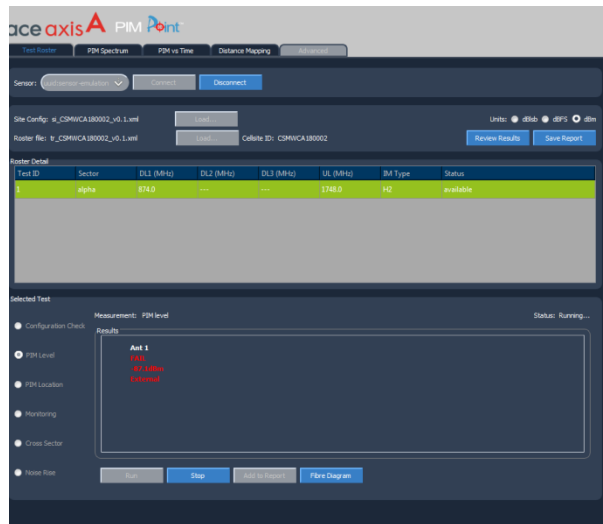 ace axis A PIM Point
Test Roster PIM Spectrum PIM vs Time Distance Mapping Advanced
Sensor: Connect Disconnect
Site Config: si_CSMWCA180002_v0.1.xml Load... Units: dBsb dBFS dBm
Roster file: tr_CSMWCA180002_v0.1.xml Load... Cellsite ID: CSMWCA180002 Review Results Save Report
Roster Detail
Test ID Sector DL1 (MHz) DL2 (MHz) DL3 (MHz) UL (MHz) IM Type Status
1 alpha 874.0 --- --- 1748.0 H2 available
Selected Test
Measurement: PIM level Status: Running...
Configuration Check
Results
Ant 1
FAIL
External
PIM Level
PIM Location
Monitoring
Cross Sector
Noise Rise
Run Stop Add to Report Fibre Diagram